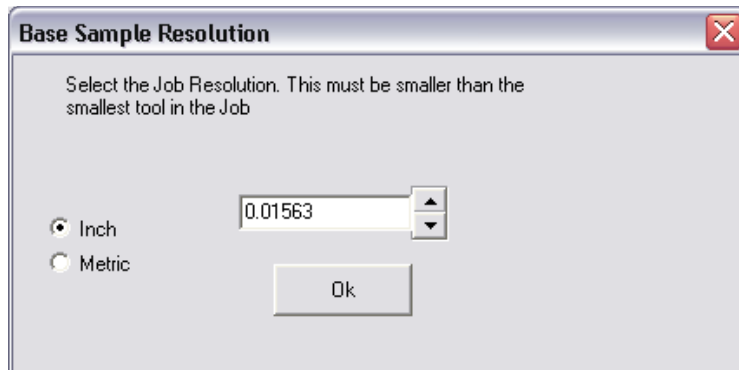 Base Sample Resolution
Select the Job Resolution. This must be smaller than the
smallest tool in the Job
0.01563
Inch
Metric
Ok